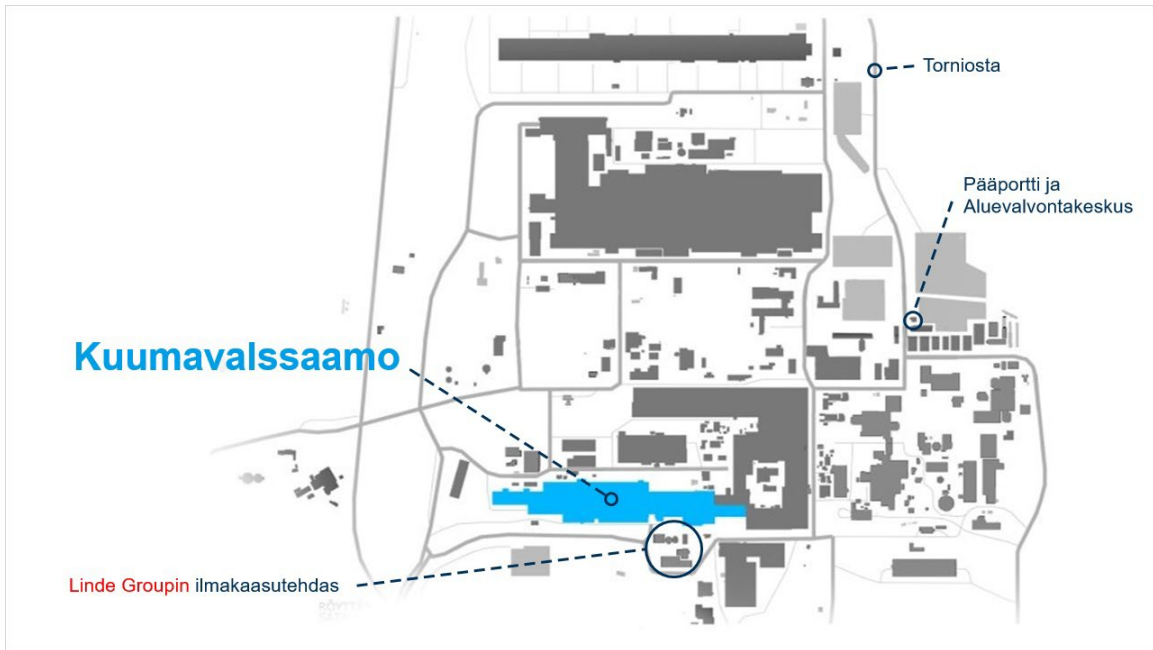 Torniosta
Pääportti ja
Aluevalvontakeskus
Kuumavalssaamo
Linde Groupin ilmakaasutehdas